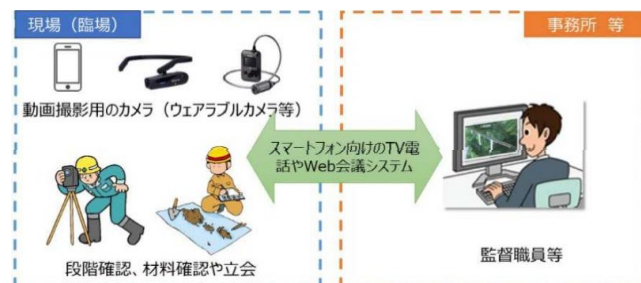 現場（臨場）
事務所 等
動画撮影用のカメラ（ウェアラブルカメラ等）
スマートフォン向けのTV電
話やWeb会議システム
段階確認、材料確認や立会
監督職員等